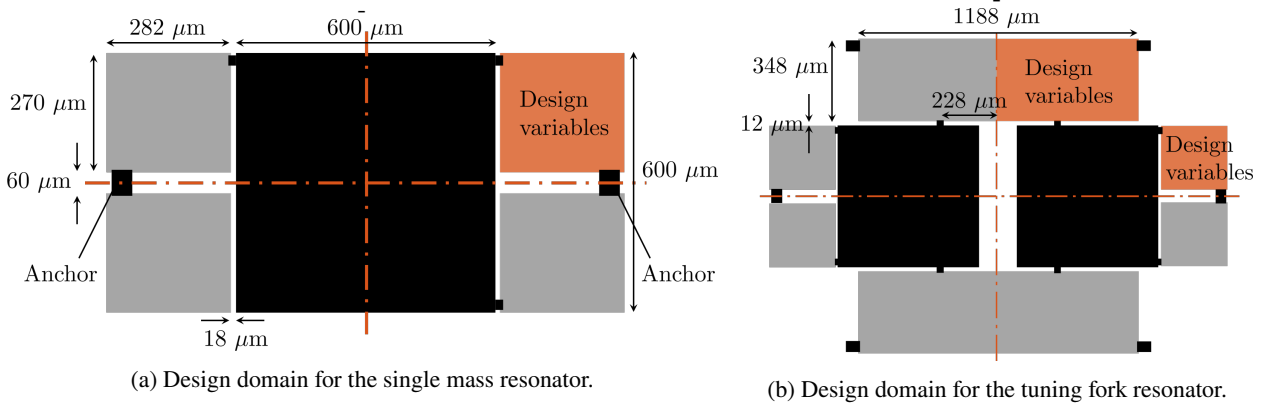 282 μm
600 μm
270 μm
Design
variables
60 μm
600 μm
Anchor
Anchor
18 μm
(a) Design domain for the single mass resonator.
1188 μm
348 μm
Design
variables
228 μm
12 μm
Design
variables
(b) Design domain for the tuning fork resonator.